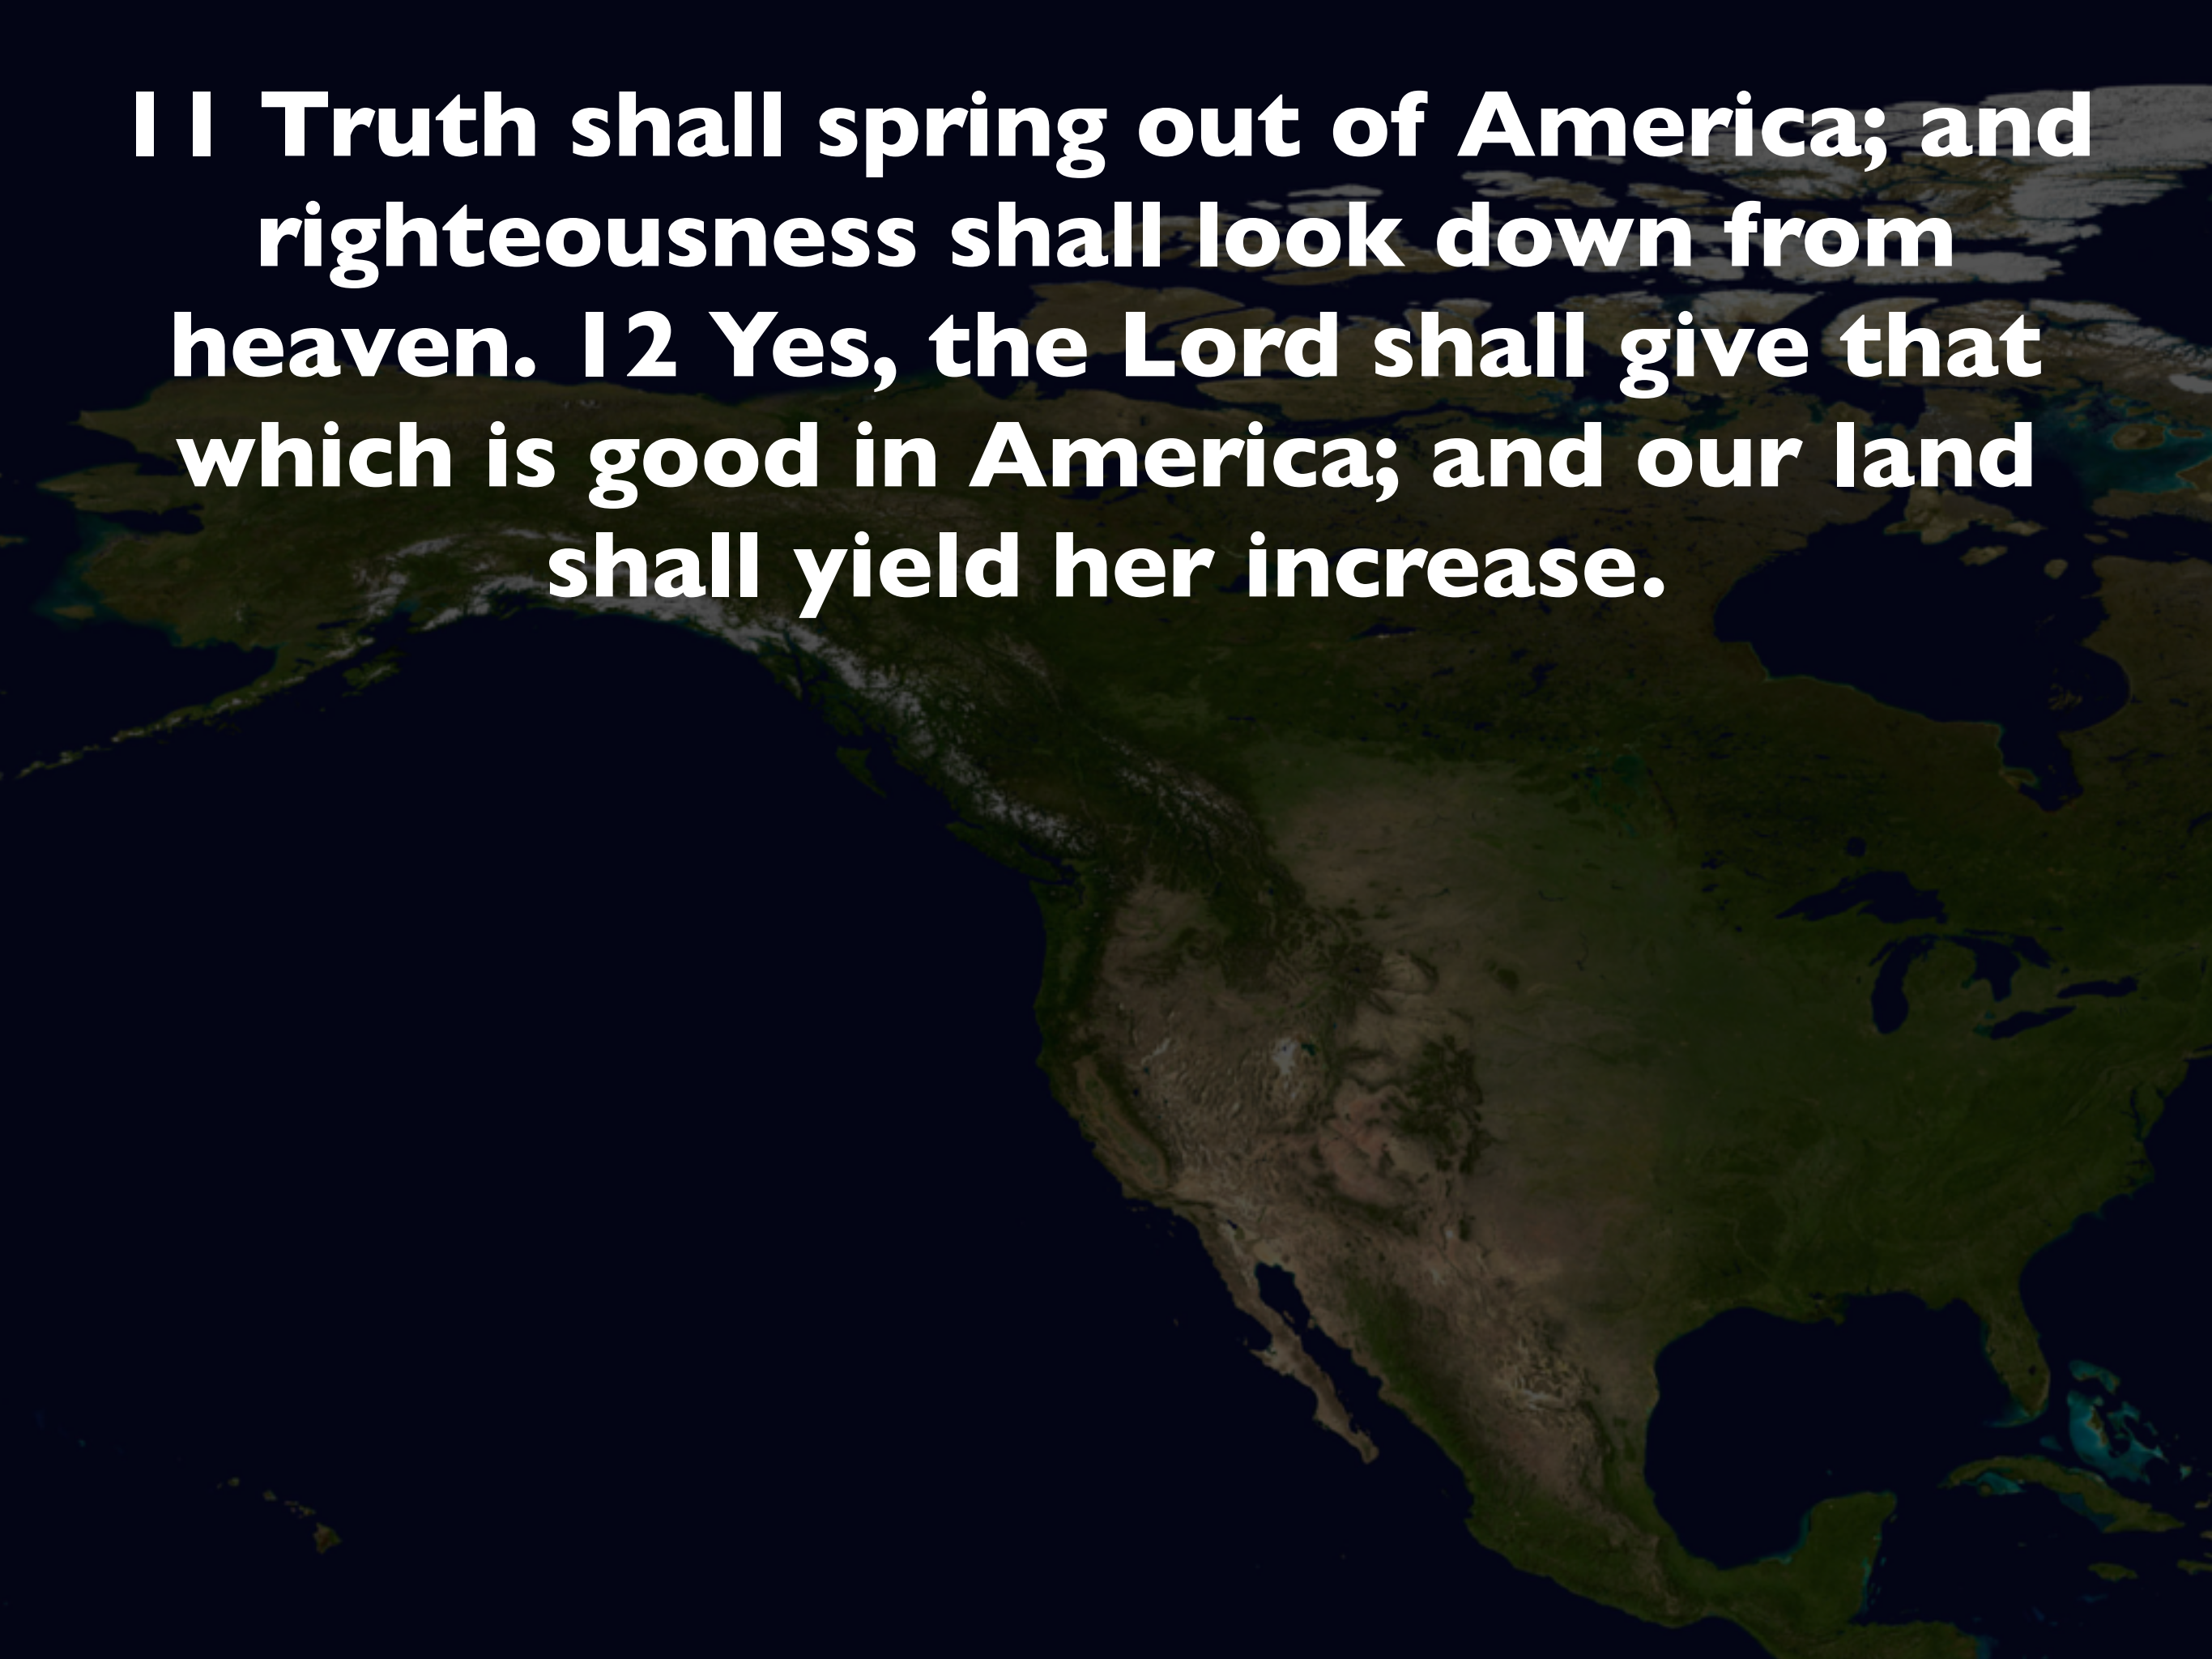 11 Truth shall spring out of America; and
righteousness shall look down from
heaven. 12 Yes, the Lord shall give that
which is good in America; and our land
shall yield her increase.